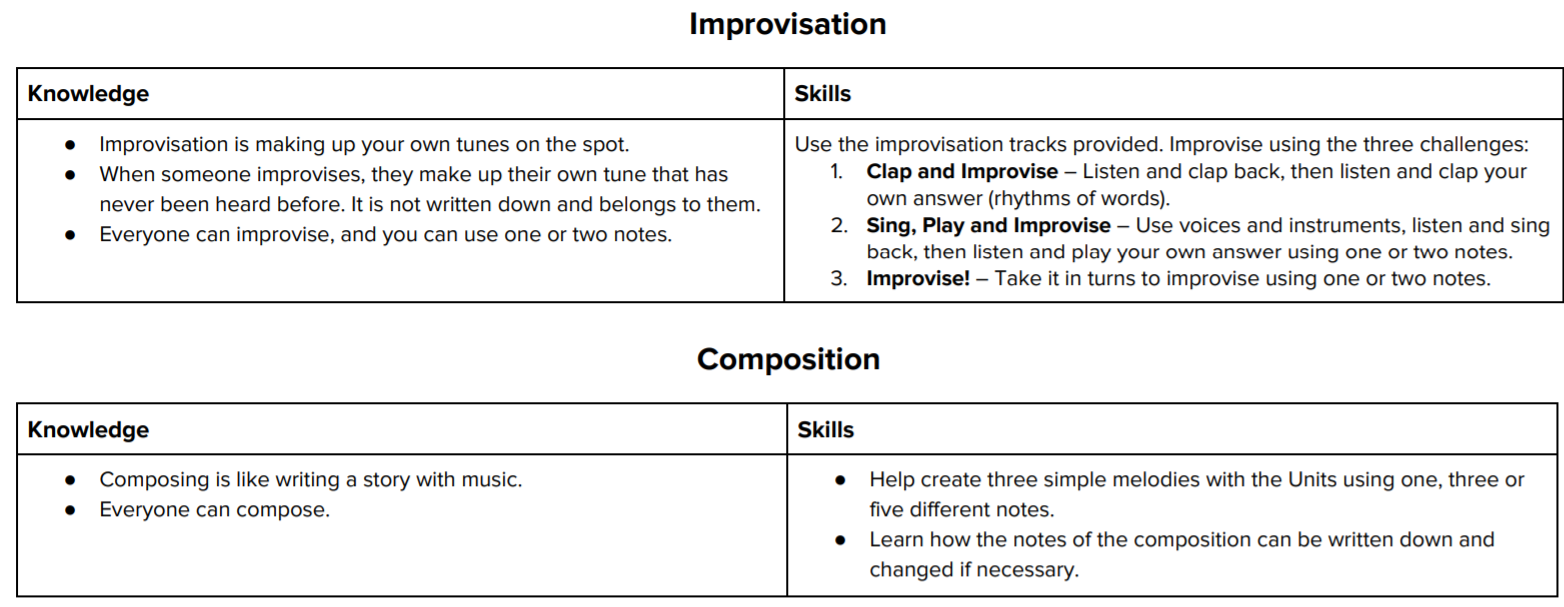 Improvisation
Knowledge
Skills
● Improvisation is making up your own tunes on the spot.
● When someone improvises, they make up their own tune that has
never been heard before. It is not written down and belongs to them.
● Everyone can improvise, and you can use one or two notes.
Use the improvisation tracks provided. Improvise using the three challenges:
1. Clap and Improvise – Listen and clap back, then listen and clap your
own answer (rhythms of words).
2. Sing, Play and Improvise – Use voices and instruments, listen and sing
back, then listen and play your own answer using one or two notes.
3. Improvise! – Take it in turns to improvise using one or two notes.
Composition
Knowledge
Skills
● Composing is like writing a story with music.
● Everyone can compose.
● Help create three simple melodies with the Units using one, three or
five different notes.
● Learn how the notes of the composition can be written down and
changed if necessary.